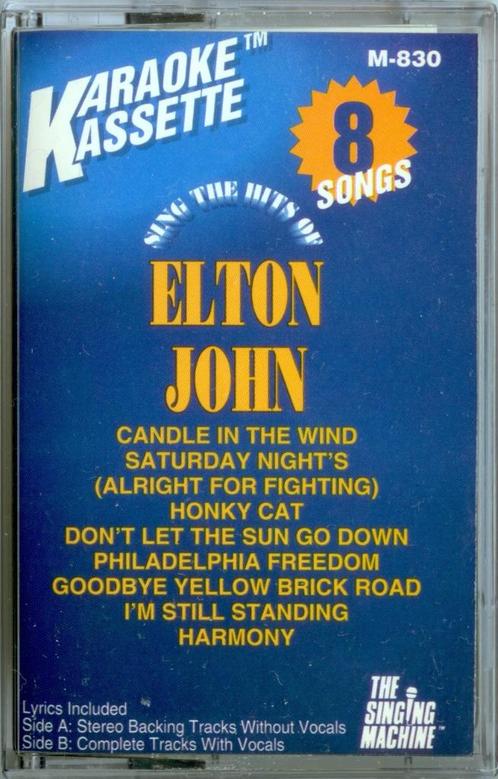 KARAOKE™
KASSETTE
M-830
8
SONGS
SING THE HITS OF
ELTON
JOHN
CANDLE IN THE WIND
SATURDAY NIGHT'S
(ALRIGHT FOR FIGHTING)
HONKY CAT
DON'T LET THE SUN GO DOWN
PHILADELPHIA FREEDOM
GOODBYE YELLOW BRICK ROAD
I'M STILL STANDING
HARMONY
Lyrics Included
Side A: Stereo Backing Tracks Without Vocals
Side B: Complete Tracks With Vocals
THE
SINGING
MACHINE™